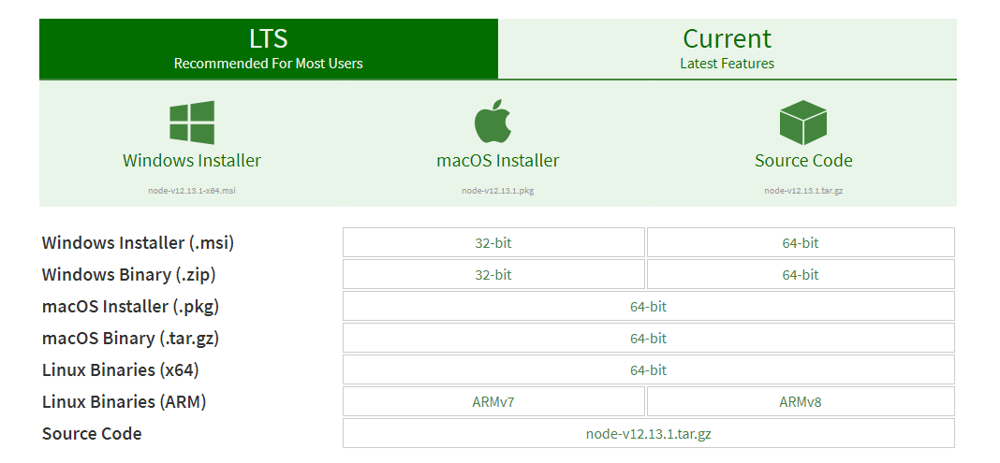 LTS
Recommended For Most Users
Current
Latest Features
Windows Installer
node-v12.13.1-x64.msi
macOS Installer
node-v12.13.1.pkg
Source Code
node-v12.13.1.tar.gz
Windows Installer (.msi) 32-bit 64-bit
Windows Binary (.zip) 32-bit 64-bit
macOS Installer (.pkg) 64-bit
macOS Binary (.tar.gz) 64-bit
Linux Binaries (x64) 64-bit
Linux Binaries (ARM) ARMv7 ARMv8
Source Code node-v12.13.1.tar.gz